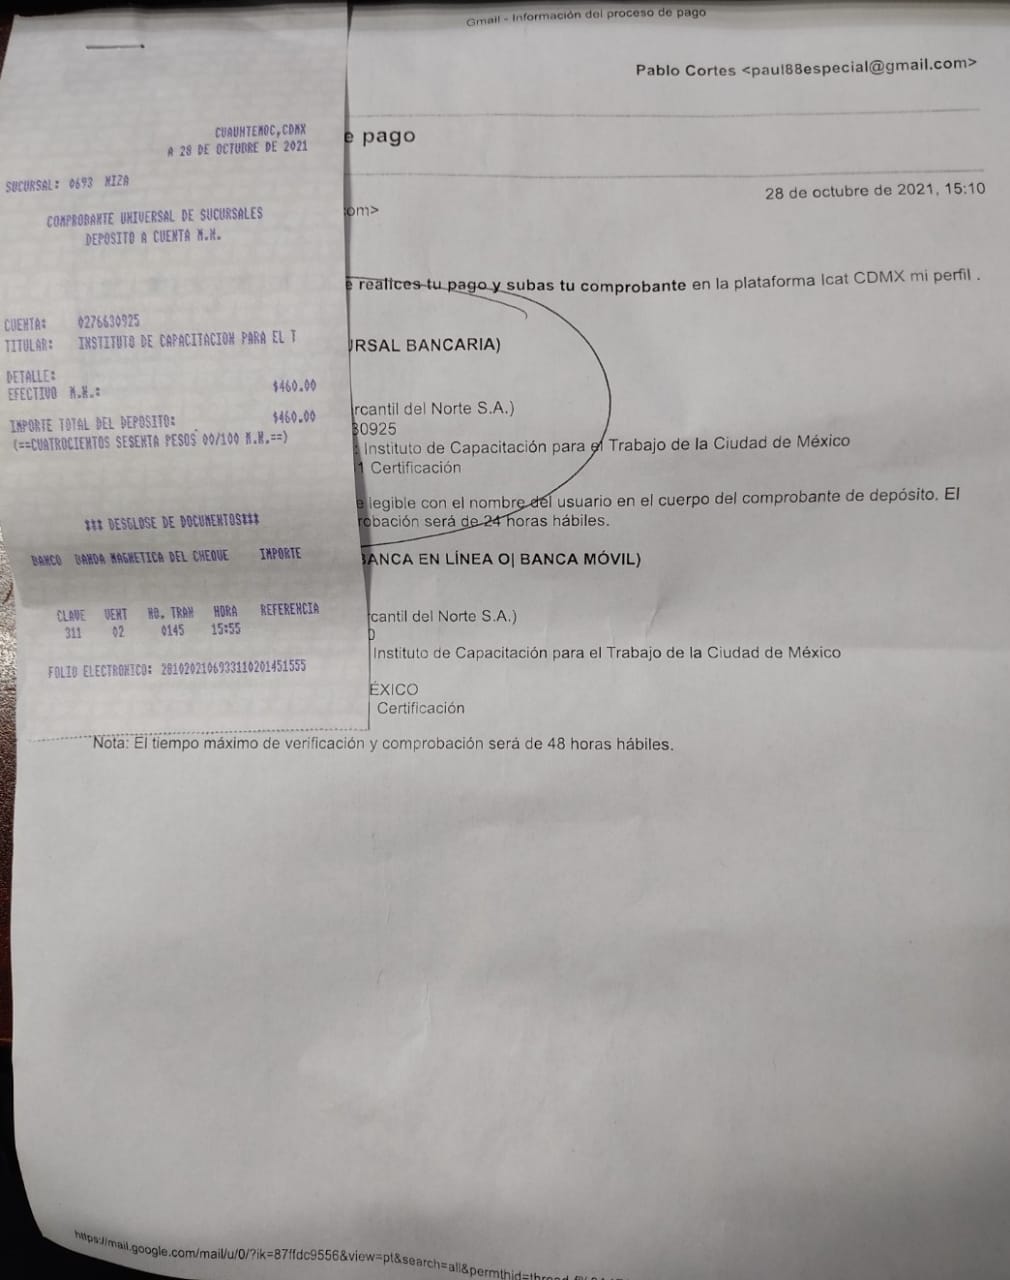 Gmail - Información del proceso de pago
Pablo Cortes <paul88especial@gmail.com>
CUAUHTEMOC,CDMX
A 28 DE OCTUBRE DE 2021
SUCURSAL: 0693 NIZA
COMPROBANTE UNIVERSAL DE SUCURSALES
DEPOSITO A CUENTA M.N.
CUENTA: 0276630925
TITULAR: INSTITUTO DE CAPACITACION PARA EL T
DETALLE:
EFECTIVO M.N.: $460.00
IMPORTE TOTAL DEL DEPOSITO: $460.00
(==CUATROCIENTOS SESENTA PESOS 00/100 M.N.==)
*** DESGLOSE DE DOCUMENTOS***
BANCO BANDA MAGNETICA DEL CHEQUE IMPORTE
CLAVE VENT NO. TRAN HORA REFERENCIA
311 02 0145 15:55
FOLIO ELECTRONICO: 2810202106933110201451555
e pago
28 de octubre de 2021, 15:10
om>
e realices tu pago y subas tu comprobante en la plataforma Icat CDMX mi perfil .
URSAL BANCARIA)
rcantil del Norte S.A.)
30925
: Instituto de Capacitación para el Trabajo de la Ciudad de México
1 Certificación
e legible con el nombre del usuario en el cuerpo del comprobante de depósito. El
robación será de 24 horas hábiles.
BANCA EN LÍNEA O| BANCA MÓVIL)
rcantil del Norte S.A.)
Instituto de Capacitación para el Trabajo de la Ciudad de México
ÉXICO
Certificación
Nota: El tiempo máximo de verificación y comprobación será de 48 horas hábiles.
https://mail.google.com/mail/u/0/?ik=87ffdc9556&view=pt&search=all&permthid=thread